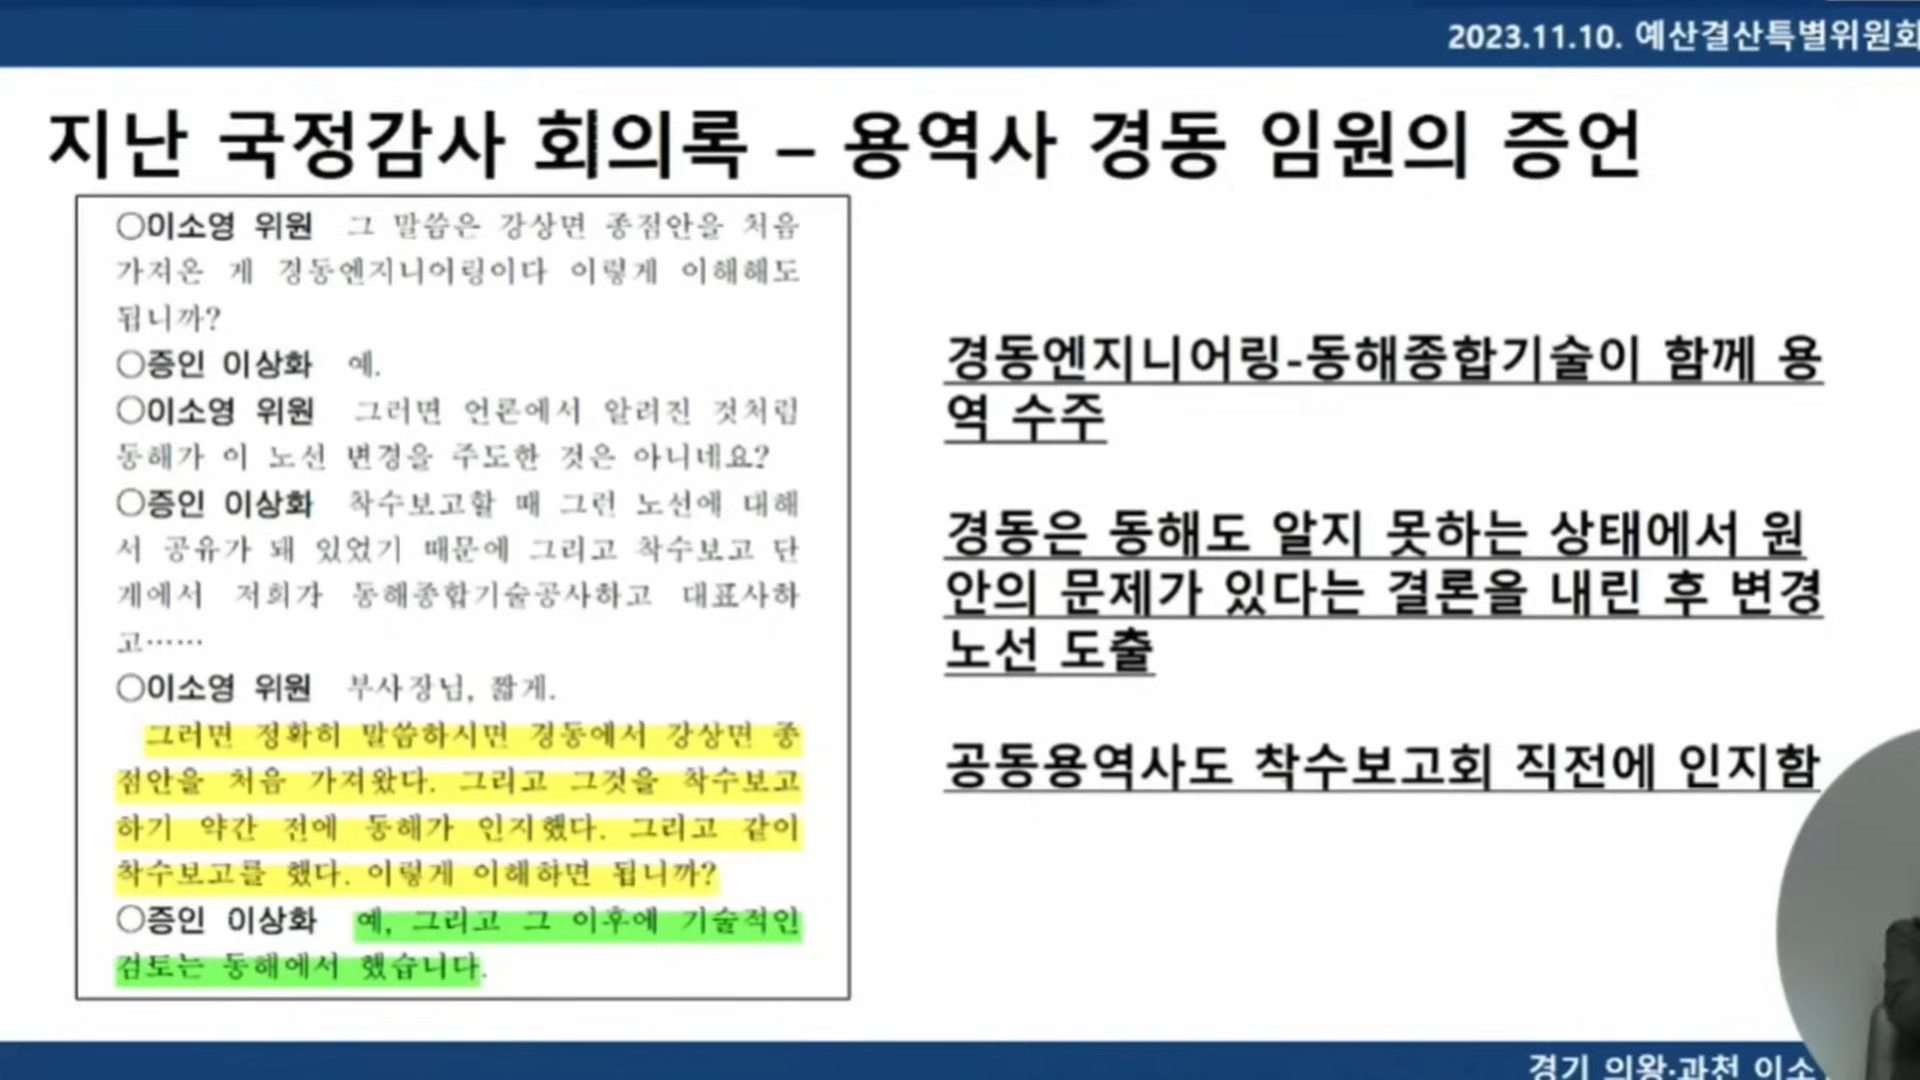 2023.11.10. 예산결산특별위원회
지난 국정감사 회의록 – 용역사 경동 임원의 증언
○이소영 위원 그 말씀은 강상면 종점안을 처음
가져온 게 경동엔지니어링이다 이렇게 이해해도
됩니까?
○증인 이상화 예.
○이소영 위원 그러면 언론에서 알려진 것처럼
동해가 이 노선 변경을 주도한 것은 아니네요?
○증인 이상화 착수보고할 때 그런 노선에 대해
서 공유가 돼 있었기 때문에 그리고 착수보고 단
계에서 저희가 동해종합기술공사하고 대표사하
고……
○이소영 위원 부사장님, 짧게.
그러면 정확히 말씀하시면 경동에서 강상면 종
점안을 처음 가져왔다. 그리고 그것을 착수보고
하기 약간 전에 동해가 인지했다. 그리고 같이
착수보고를 했다. 이렇게 이해하면 됩니까?
○증인 이상화 예, 그리고 그 이후에 기술적인
검토는 동해에서 했습니다.
경동엔지니어링-동해종합기술이 함께 용
역 수주
경동은 동해도 알지 못하는 상태에서 원
안의 문제가 있다는 결론을 내린 후 변경
노선 도출
공동용역사도 착수보고회 직전에 인지함
경기 의왕·과천 이소